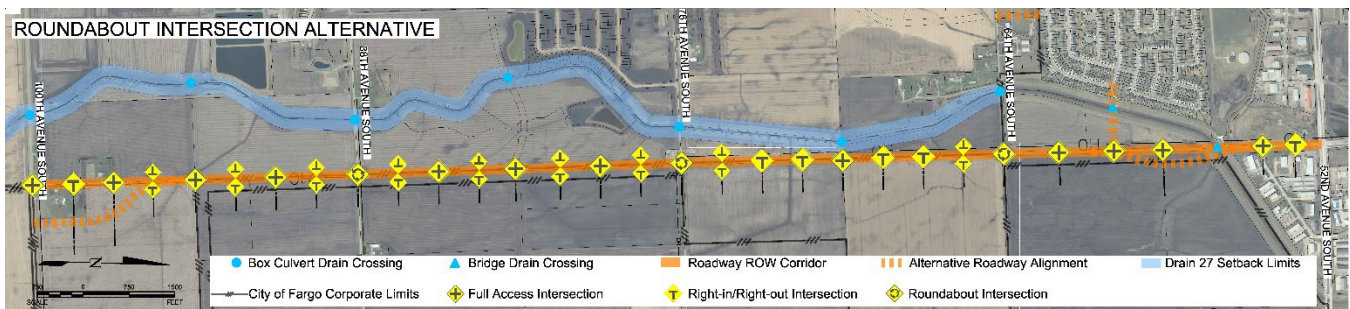 ROUNDABOUT INTERSECTION ALTERNATIVE
100TH AVENUE SOUTH
88TH AVENUE SOUTH
76TH AVENUE SOUTH
64TH AVENUE SOUTH
52ND AVENUE SOUTH
N
750 0 750 1500
SCALE FEET
Box Culvert Drain Crossing
Bridge Drain Crossing
Roadway ROW Corridor
Alternative Roadway Alignment
Drain 27 Setback Limits
City of Fargo Corporate Limits
Full Access Intersection
Right-in/Right-out Intersection
Roundabout Intersection